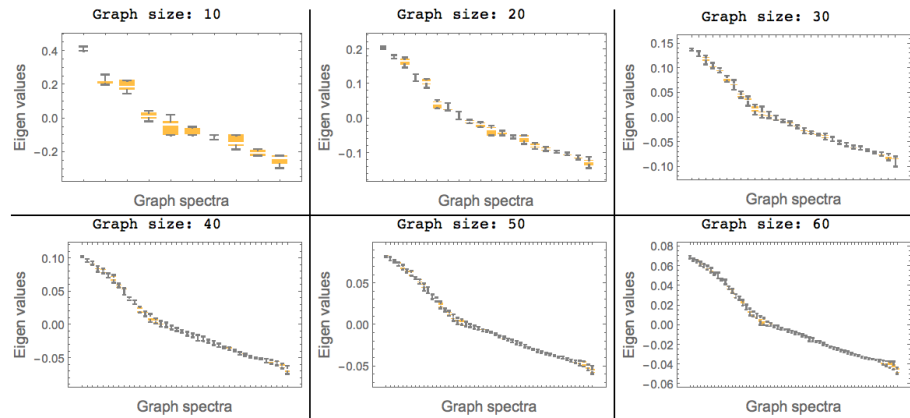 Graph size: 10
0.4
0.2
0.0
-0.2
Eigen values
Graph spectra
Graph size: 20
0.2
0.1
0.0
-0.1
Eigen values
Graph spectra
Graph size: 30
0.15
0.10
0.05
0.00
-0.05
-0.10
Eigen values
Graph spectra
Graph size: 40
0.10
0.05
0.00
-0.05
Eigen values
Graph spectra
Graph size: 50
0.05
0.00
-0.05
Eigen values
Graph spectra
Graph size: 60
0.08
0.06
0.04
0.02
0.00
-0.02
-0.04
-0.06
Eigen values
Graph spectra